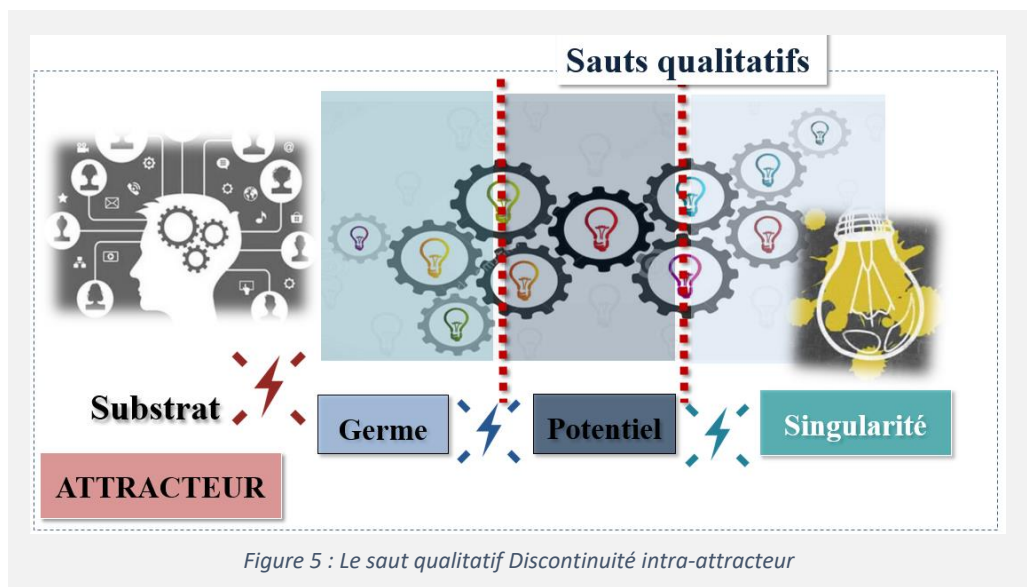 Sauts qualitatifs
Substrat
Germe
Potentiel
Singularité
ATTRACTEUR
Figure 5 : Le saut qualitatif Discontinuité intra-attracteur